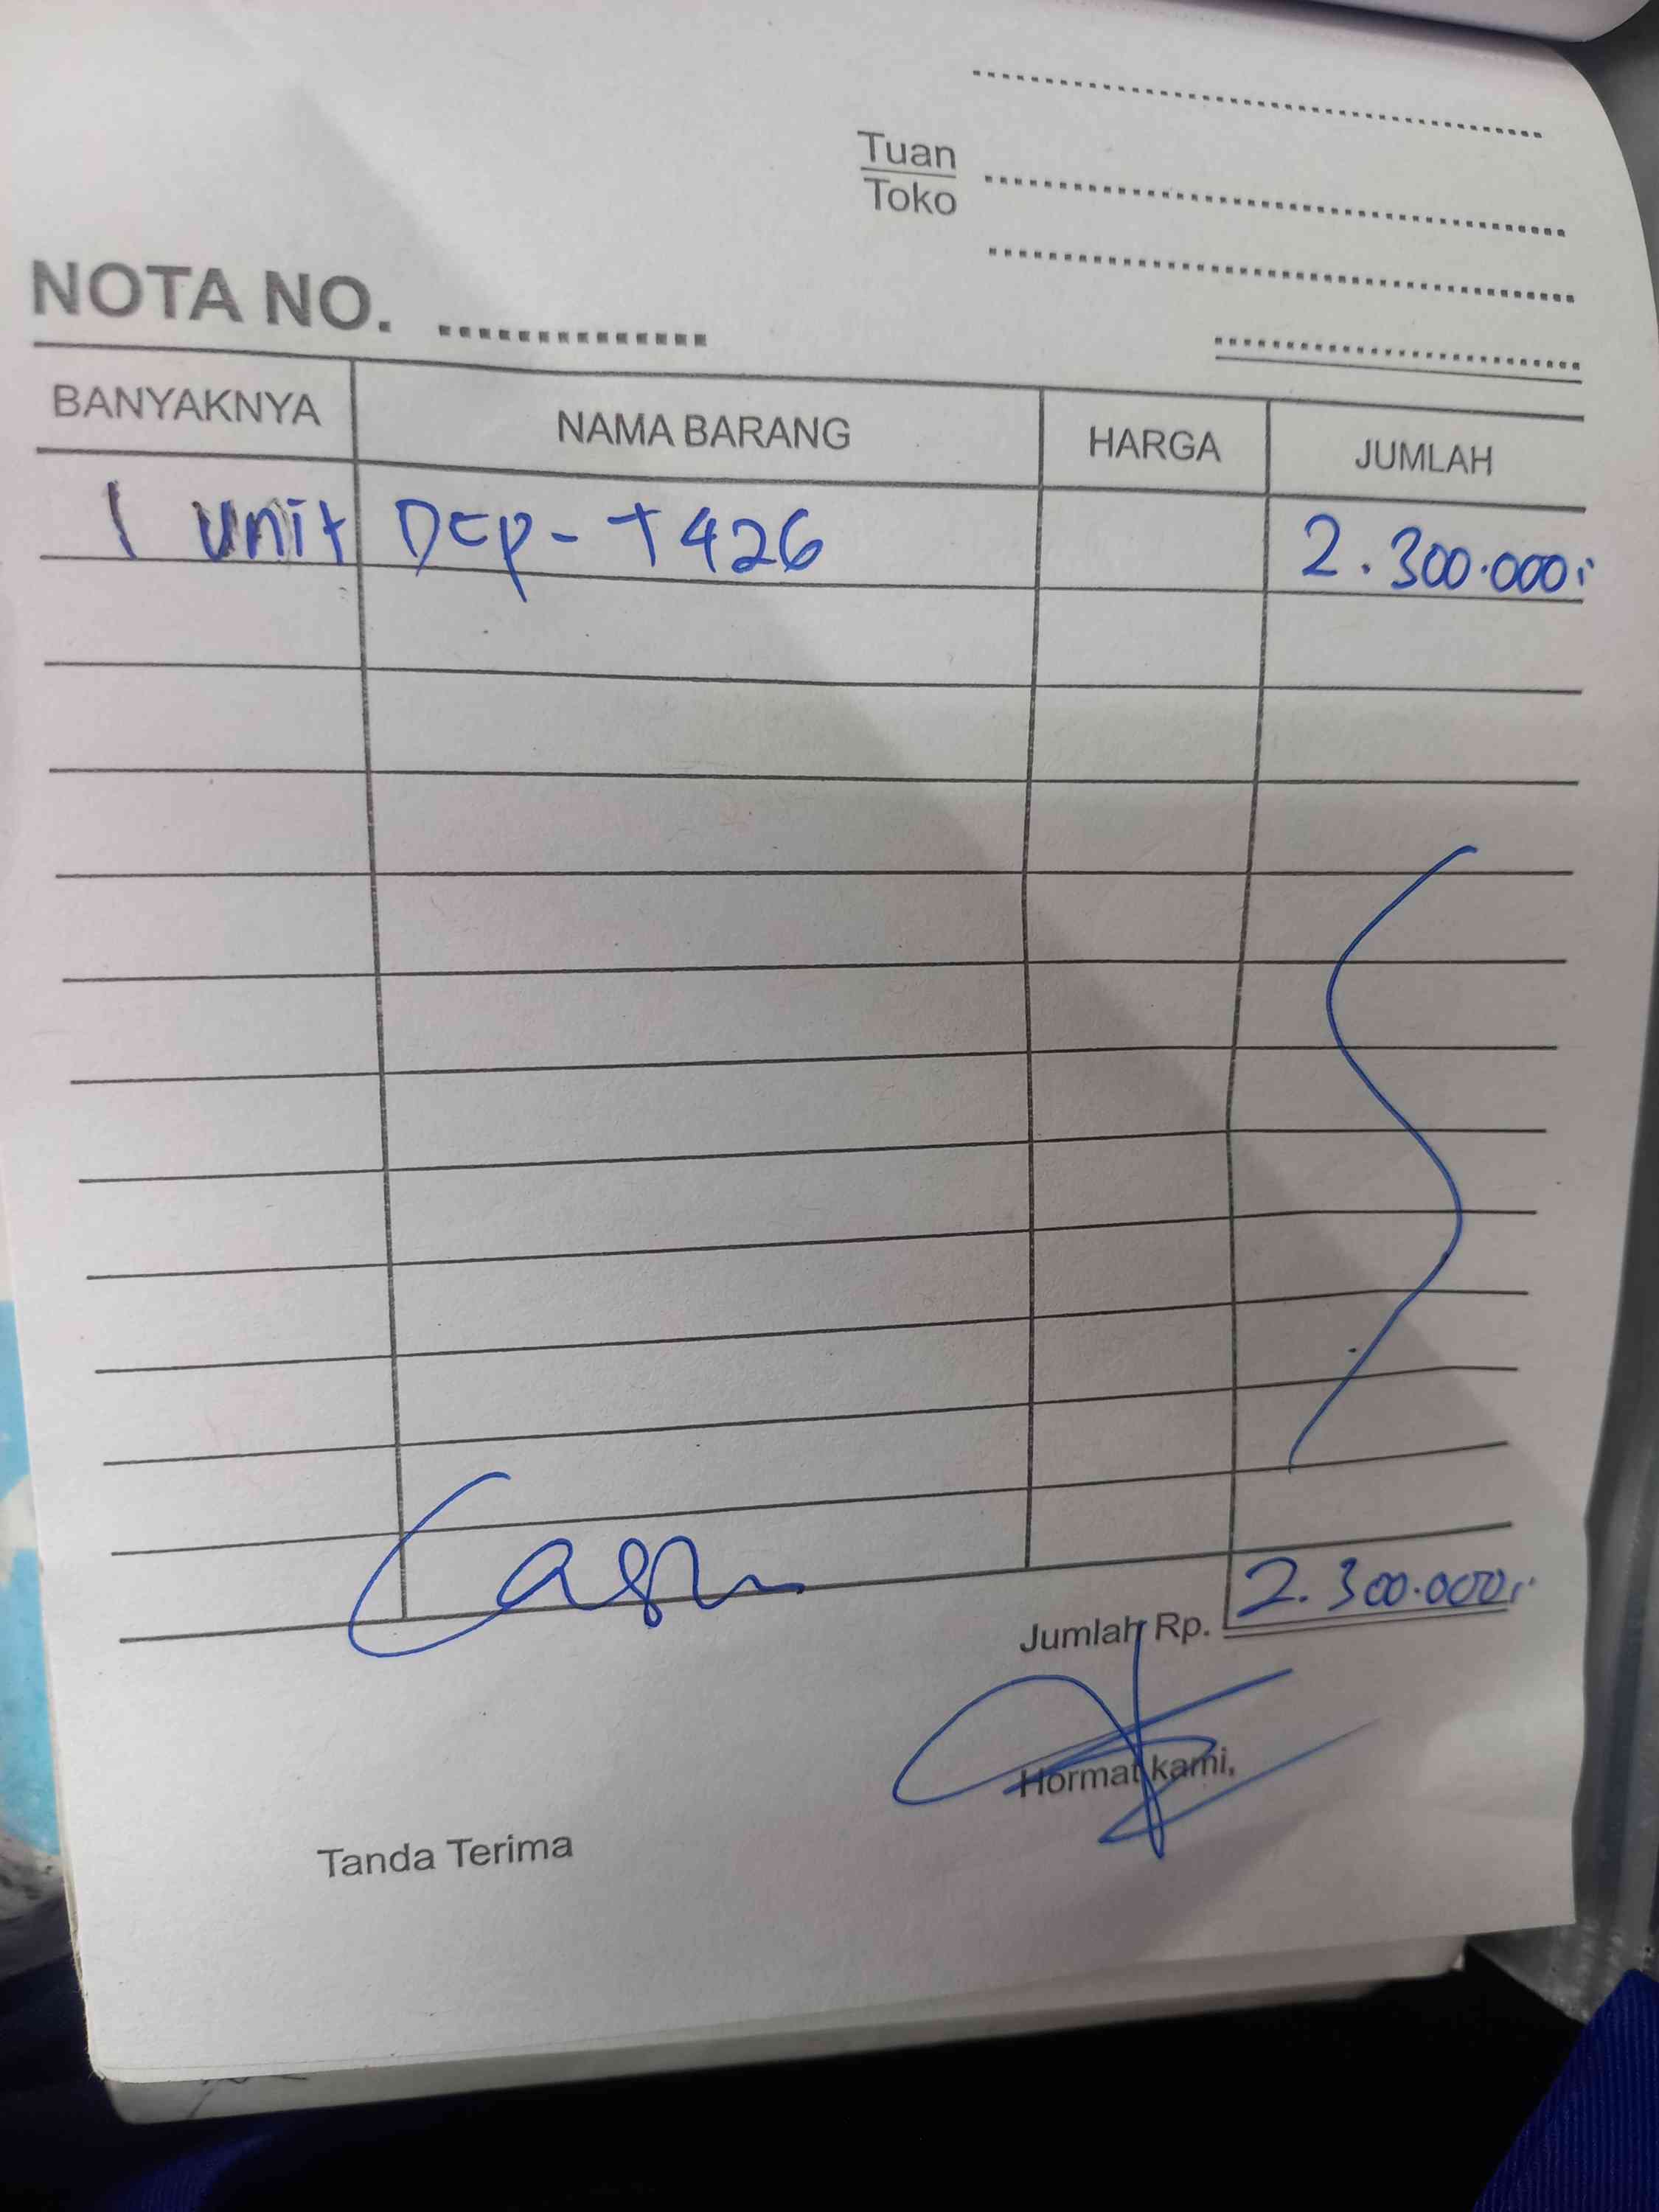 Tuan
Toko
NOTA NO.
BANYAKNYA NAMA BARANG HARGA JUMLAH
1 unit DCP-T426 2.300.000,-
Cash
Jumlah Rp. 2.300.000,-
Hormat kami,
Tanda Terima